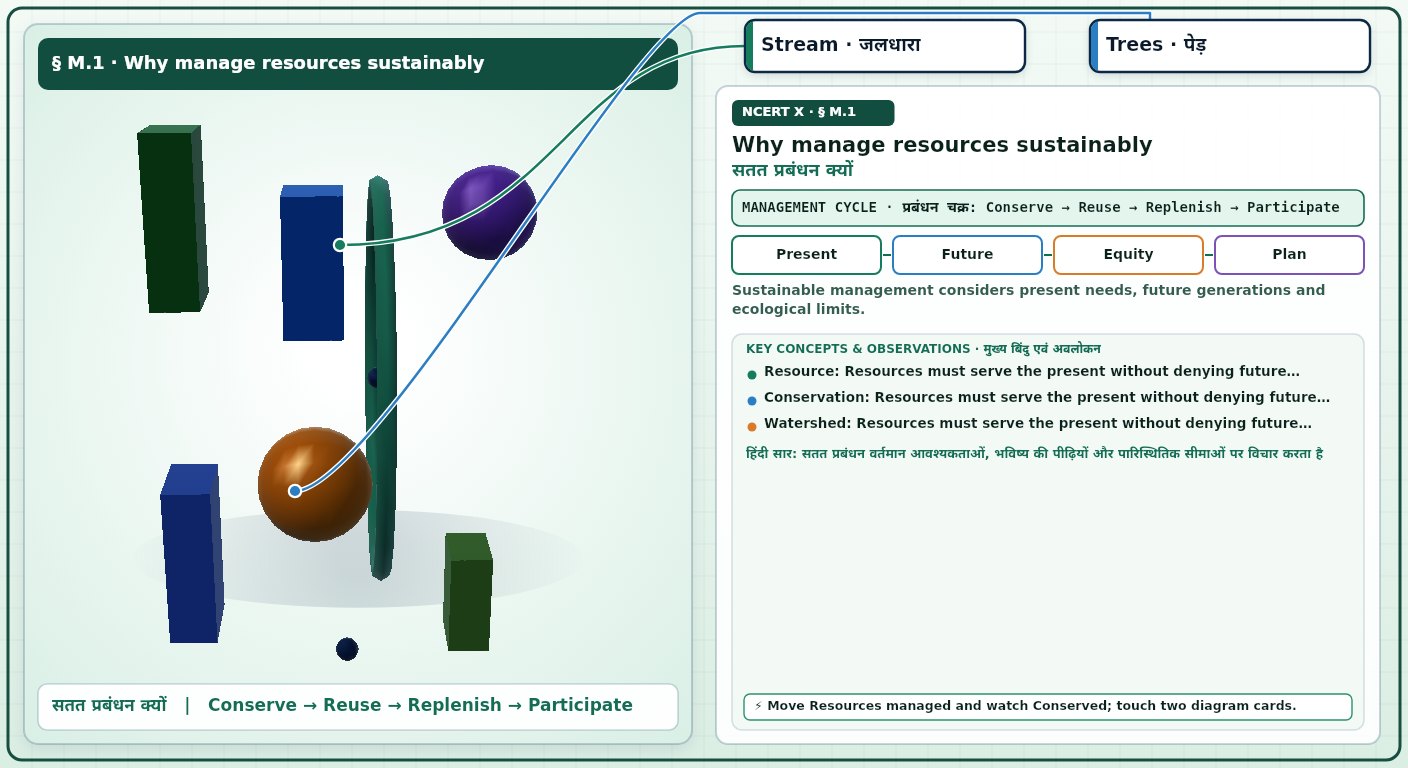 § M.1 · Why manage resources sustainably
Stream · जलधारा
Trees · पेड़
NCERT X · § M.1
Why manage resources sustainably
सतत प्रबंधन क्यों
MANAGEMENT CYCLE · प्रबंधन चक्र: Conserve → Reuse → Replenish → Participate
Present
Future
Equity
Plan
Sustainable management considers present needs, future generations and
ecological limits.
KEY CONCEPTS & OBSERVATIONS · मुख्य बिंदु एवं अवलोकन
Resource: Resources must serve the present without denying future…
Conservation: Resources must serve the present without denying future…
Watershed: Resources must serve the present without denying future…
हिंदी सार: सतत प्रबंधन वर्तमान आवश्यकताओं, भविष्य की पीढ़ियों और पारिस्थितिक सीमाओं पर विचार करता है
⚡ Move Resources managed and watch Conserved; touch two diagram cards.
सतत प्रबंधन क्यों | Conserve → Reuse → Replenish → Participate